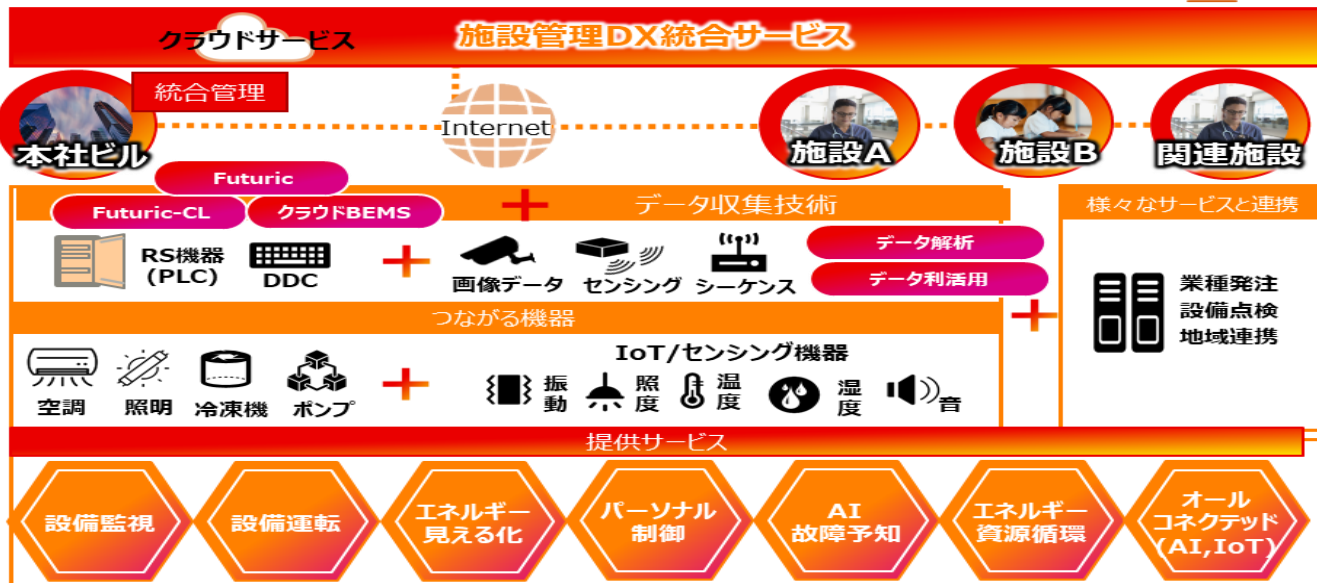 クラウドサービス
施設管理DX統合サービス
統合管理
Internet
本社ビル
施設A
施設B
関連施設
Futuric
Futuric-CL
クラウドBEMS
データ収集技術
様々なサービスと連携
RS機器
(PLC)
DDC
画像データ
センシング
シーケンス
データ解析
データ利活用
業種発注
設備点検
地域連携
つながる機器
空調
照明
冷凍機
ポンプ
IoT/センシング機器
振動
照度
温度
湿度
音
提供サービス
設備監視
設備運転
エネルギー
見える化
パーソナル
制御
AI
故障予知
エネルギー
資源循環
オール
コネクテッド
(AI,IoT)